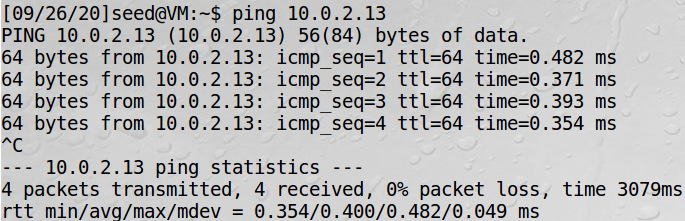 [09/26/20]seed@VM:~$ ping 10.0.2.13
PING 10.0.2.13 (10.0.2.13) 56(84) bytes of data.
64 bytes from 10.0.2.13: icmp_seq=1 ttl=64 time=0.482 ms
64 bytes from 10.0.2.13: icmp_seq=2 ttl=64 time=0.371 ms
64 bytes from 10.0.2.13: icmp_seq=3 ttl=64 time=0.393 ms
64 bytes from 10.0.2.13: icmp_seq=4 ttl=64 time=0.354 ms
^C
--- 10.0.2.13 ping statistics ---
4 packets transmitted, 4 received, 0% packet loss, time 3079ms
rtt min/avg/max/mdev = 0.354/0.400/0.482/0.049 ms